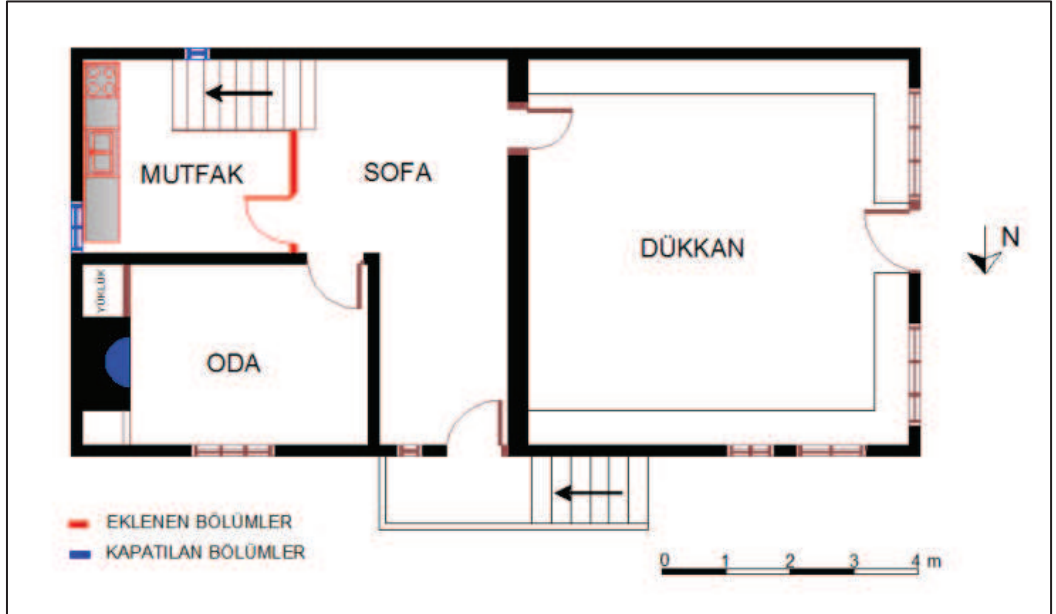 MUTFAK
SOFA
DÜKKAN
N
YÜKLÜK
ODA
EKLENEN BÖLÜMLER
KAPATILAN BÖLÜMLER
0 1 2 3 4 m